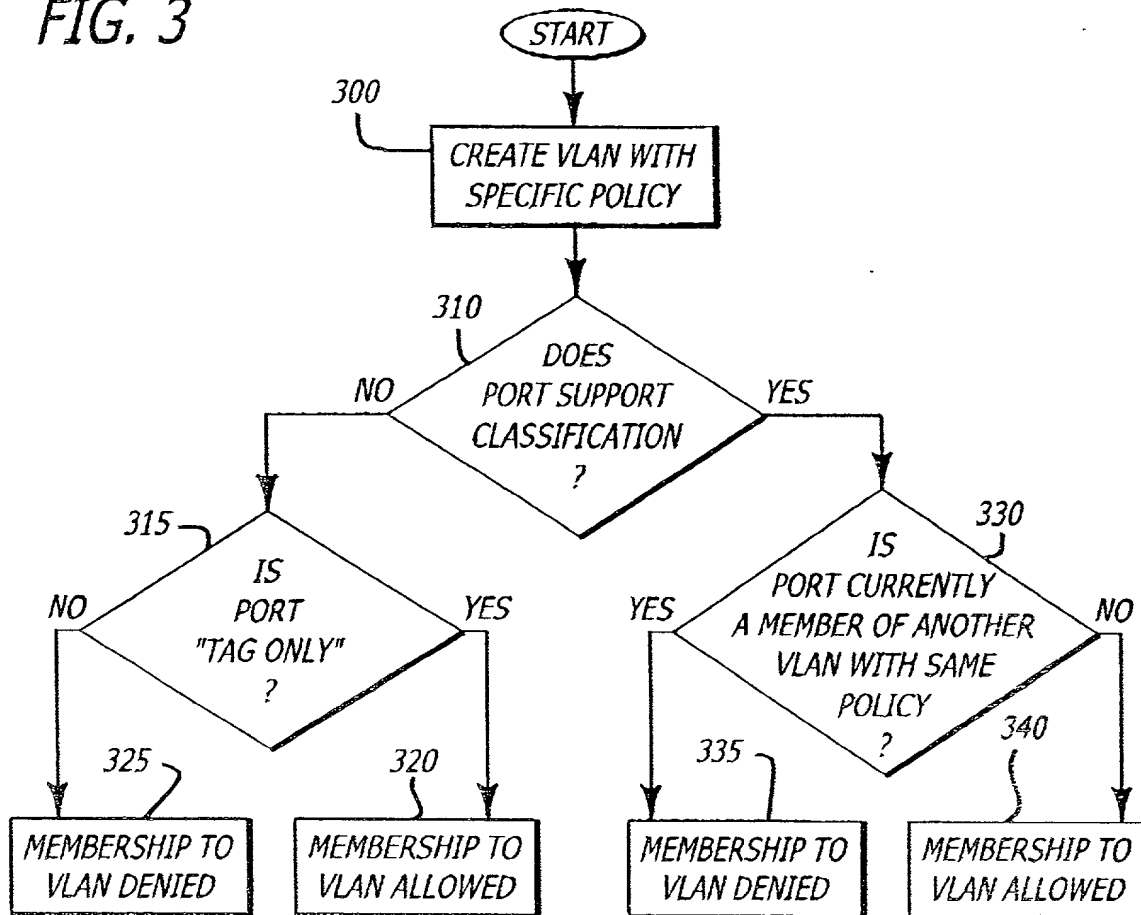 FIG. 3
START
300
CREATE VLAN WITH
SPECIFIC POLICY
310
DOES
PORT SUPPORT
CLASSIFICATION
?
NO
YES
315
IS
PORT
"TAG ONLY"
?
NO
YES
330
IS
PORT CURRENTLY
A MEMBER OF ANOTHER
VLAN WITH SAME
POLICY
?
YES
NO
325
MEMBERSHIP TO
VLAN DENIED
320
MEMBERSHIP TO
VLAN ALLOWED
335
MEMBERSHIP TO
VLAN DENIED
340
MEMBERSHIP TO
VLAN ALLOWED